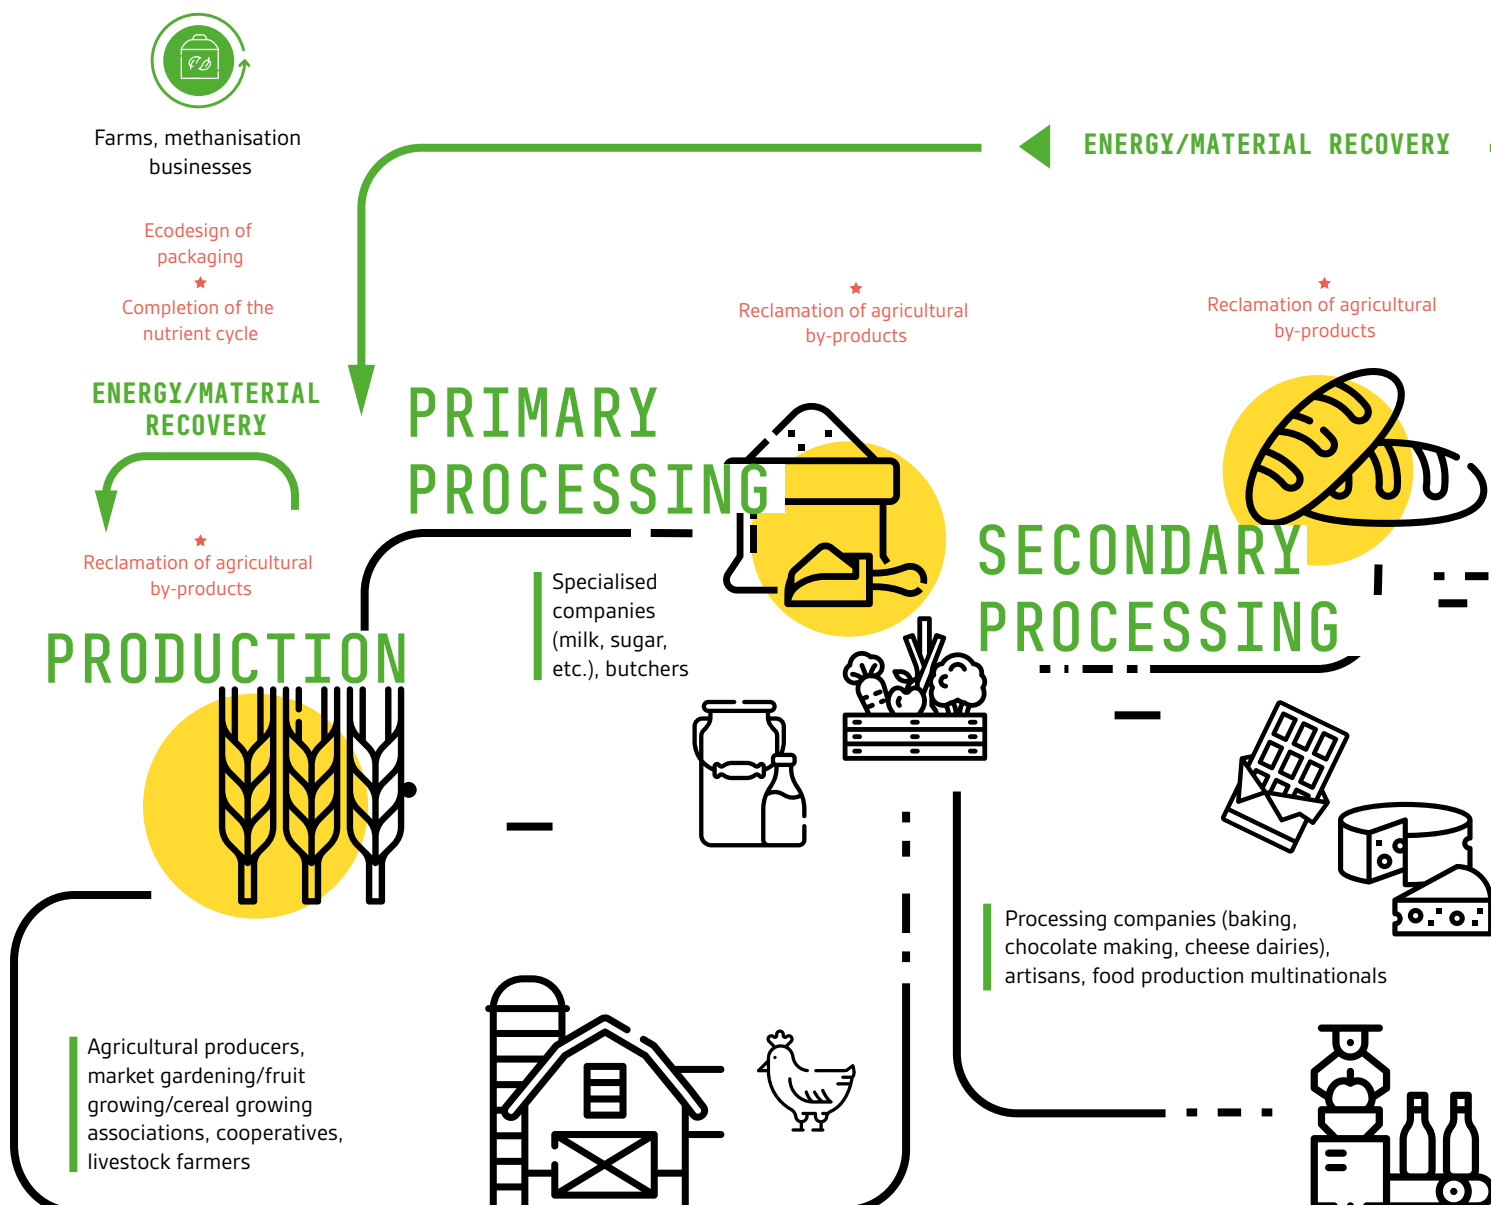 Farms, methanisation
businesses
ENERGY/MATERIAL RECOVERY
Ecodesign of
packaging
Completion of the
nutrient cycle
Reclamation of agricultural
by-products
Reclamation of agricultural
by-products
ENERGY/MATERIAL
RECOVERY
PRIMARY
PROCESSING
Reclamation of agricultural
by-products
SECONDARY
PROCESSING
Specialised
companies
(milk, sugar,
etc.), butchers
PRODUCTION
Processing companies (baking,
chocolate making, cheese dairies),
artisans, food production multinationals
Agricultural producers,
market gardening/fruit
growing/cereal growing
associations, cooperatives,
livestock farmers